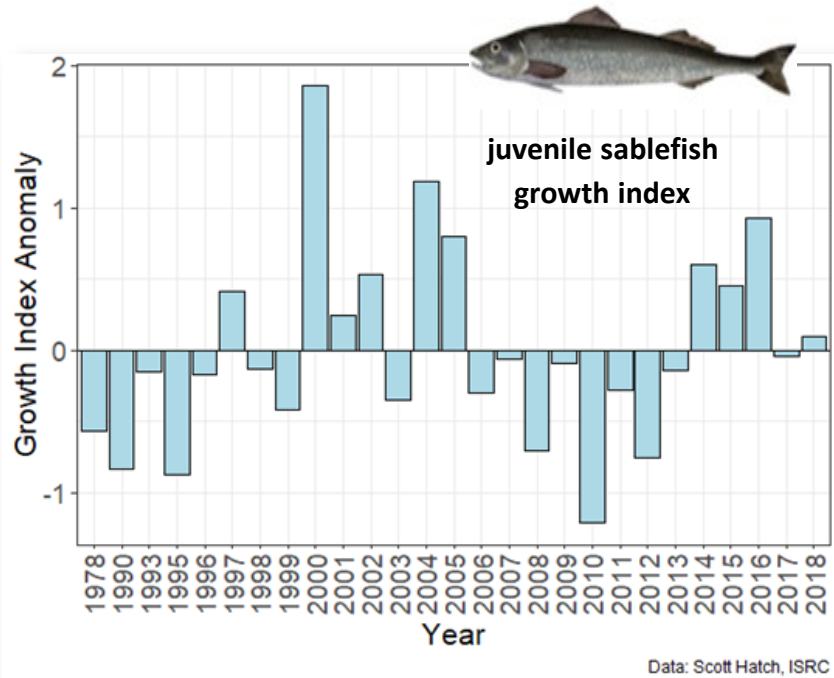 juvenile sablefish
growth index
Growth Index Anomaly
2
1
0
-1
1978 1990 1993 1995 1996 1997 1998 1999 2000 2001 2002 2003 2004 2005 2006 2007 2008 2009 2010 2011 2012 2013 2014 2015 2016 2017 2018
Year
Data: Scott Hatch, ISRC